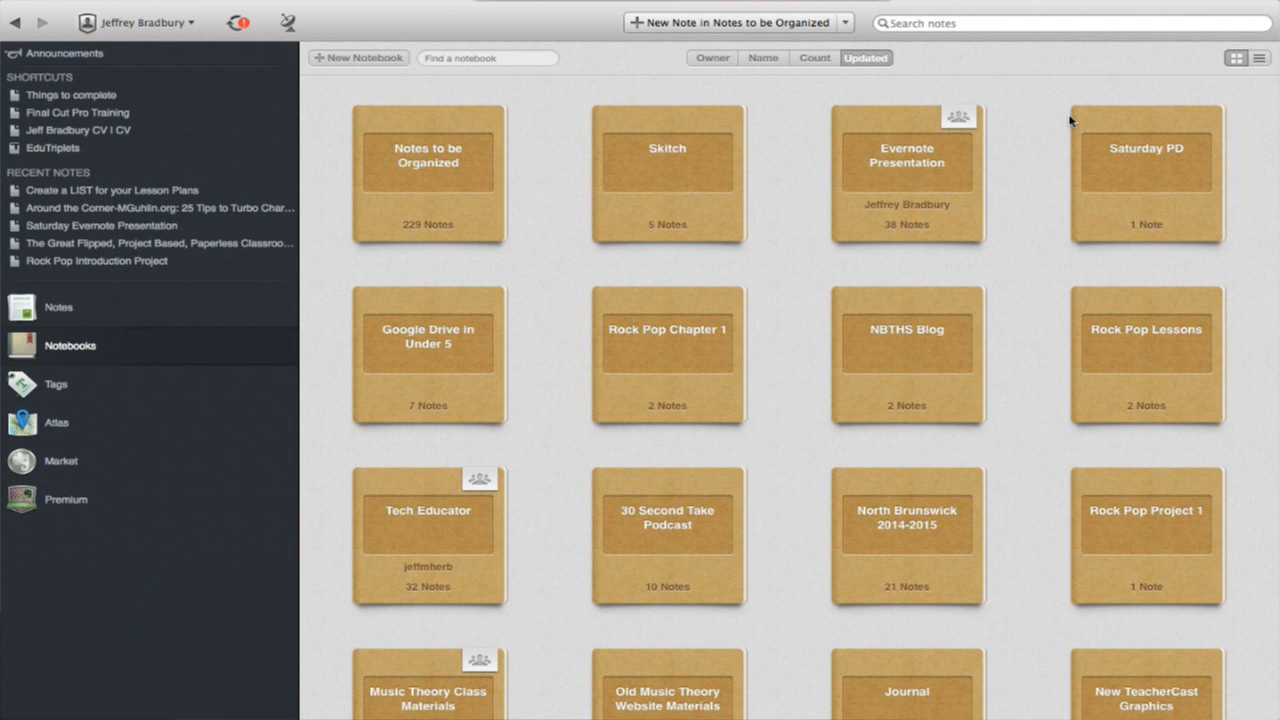 Jeffrey Bradbury
New Note in Notes to be Organized
Search notes
Announcements
SHORTCUTS
Things to complete
Final Cut Pro Training
Jeff Bradbury CV I CV
EduTriplets
RECENT NOTES
Create a LIST for your Lesson Plans
Around the Corner-MGuhlin.org: 25 Tips to Turbo Char...
Saturday Evernote Presentation
The Great Flipped, Project Based, Paperless Classroo...
Rock Pop Introduction Project
Notes
Notebooks
Tags
Atlas
Market
Premium
New Notebook
Find a notebook
Owner Name Count Updated
Notes to be
Organized
229 Notes
Skitch
5 Notes
Evernote
Presentation
Jeffrey Bradbury
38 Notes
Saturday PD
1 Note
Google Drive in
Under 5
7 Notes
Rock Pop Chapter 1
2 Notes
NBTHS Blog
2 Notes
Rock Pop Lessons
2 Notes
Tech Educator
jeffmherb
32 Notes
30 Second Take
Podcast
10 Notes
North Brunswick
2014-2015
21 Notes
Rock Pop Project 1
1 Note
Music Theory Class
Materials
Old Music Theory
Website Materials
Journal
New TeacherCast
Graphics